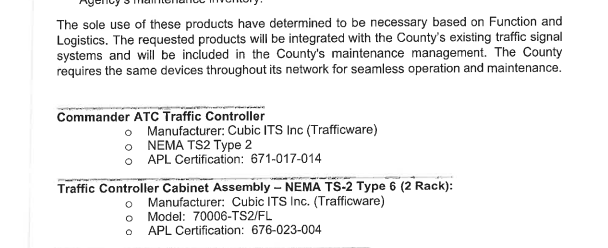 Agency's maintenance inventory.
The sole use of these products have determined to be necessary based on Function and
Logistics. The requested products will be integrated with the County's existing traffic signal
systems and will be included in the County's maintenance management. The County
requires the same devices throughout its network for seamless operation and maintenance.
Commander ATC Traffic Controller
o Manufacturer: Cubic ITS Inc (Trafficware)
o NEMA TS2 Type 2
o APL Certification: 671-017-014
Traffic Controller Cabinet Assembly – NEMA TS-2 Type 6 (2 Rack):
o Manufacturer: Cubic ITS Inc. (Trafficware)
o Model: 70006-TS2/FL
o APL Certification: 676-023-004